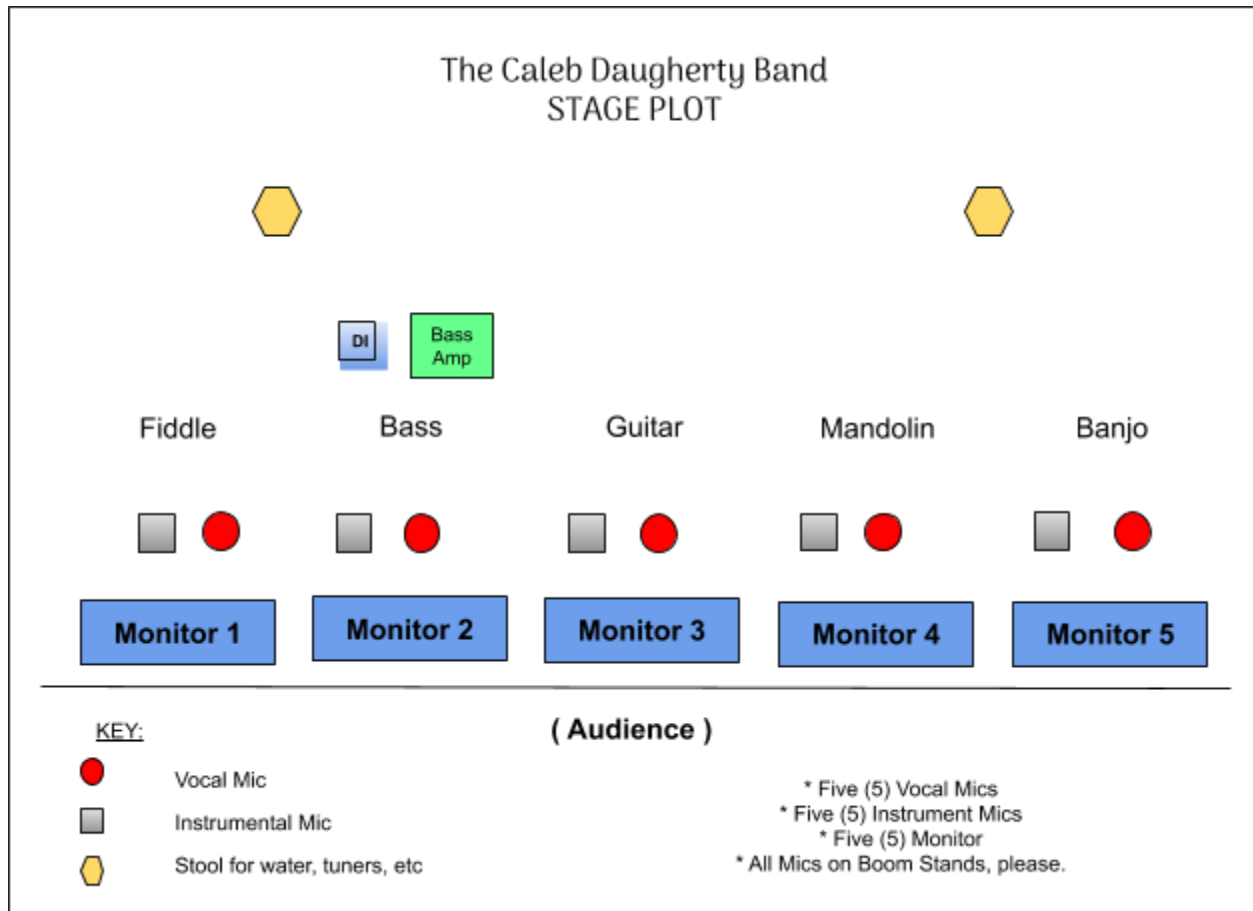 The Caleb Daugherty Band
STAGE PLOT
DI
Bass
Amp
Fiddle
Bass
Guitar
Mandolin
Banjo
Monitor 1
Monitor 2
Monitor 3
Monitor 4
Monitor 5
( Audience )
KEY:
Vocal Mic
Instrumental Mic
Stool for water, tuners, etc
* Five (5) Vocal Mics
* Five (5) Instrument Mics
* Five (5) Monitor
* All Mics on Boom Stands, please.